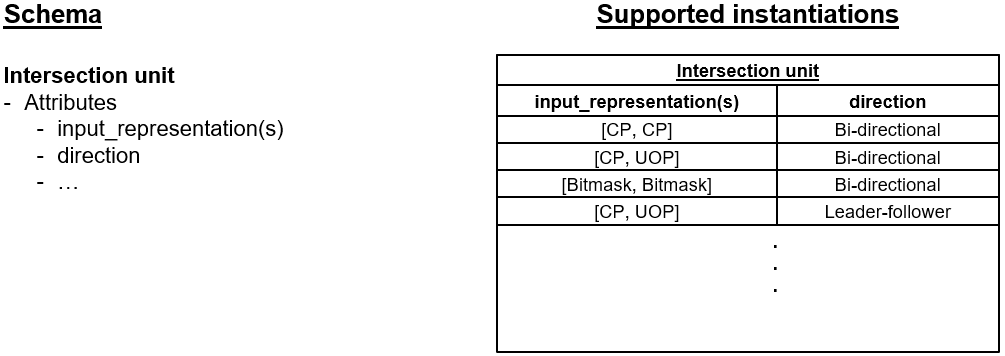 Schema
Intersection unit
- Attributes
- input_representation(s)
- direction
- ...
Supported instantiations
Intersection unit
input_representation(s) direction
[CP, CP] Bi-directional
[CP, UOP] Bi-directional
[Bitmask, Bitmask] Bi-directional
[CP, UOP] Leader-follower
.
.
.